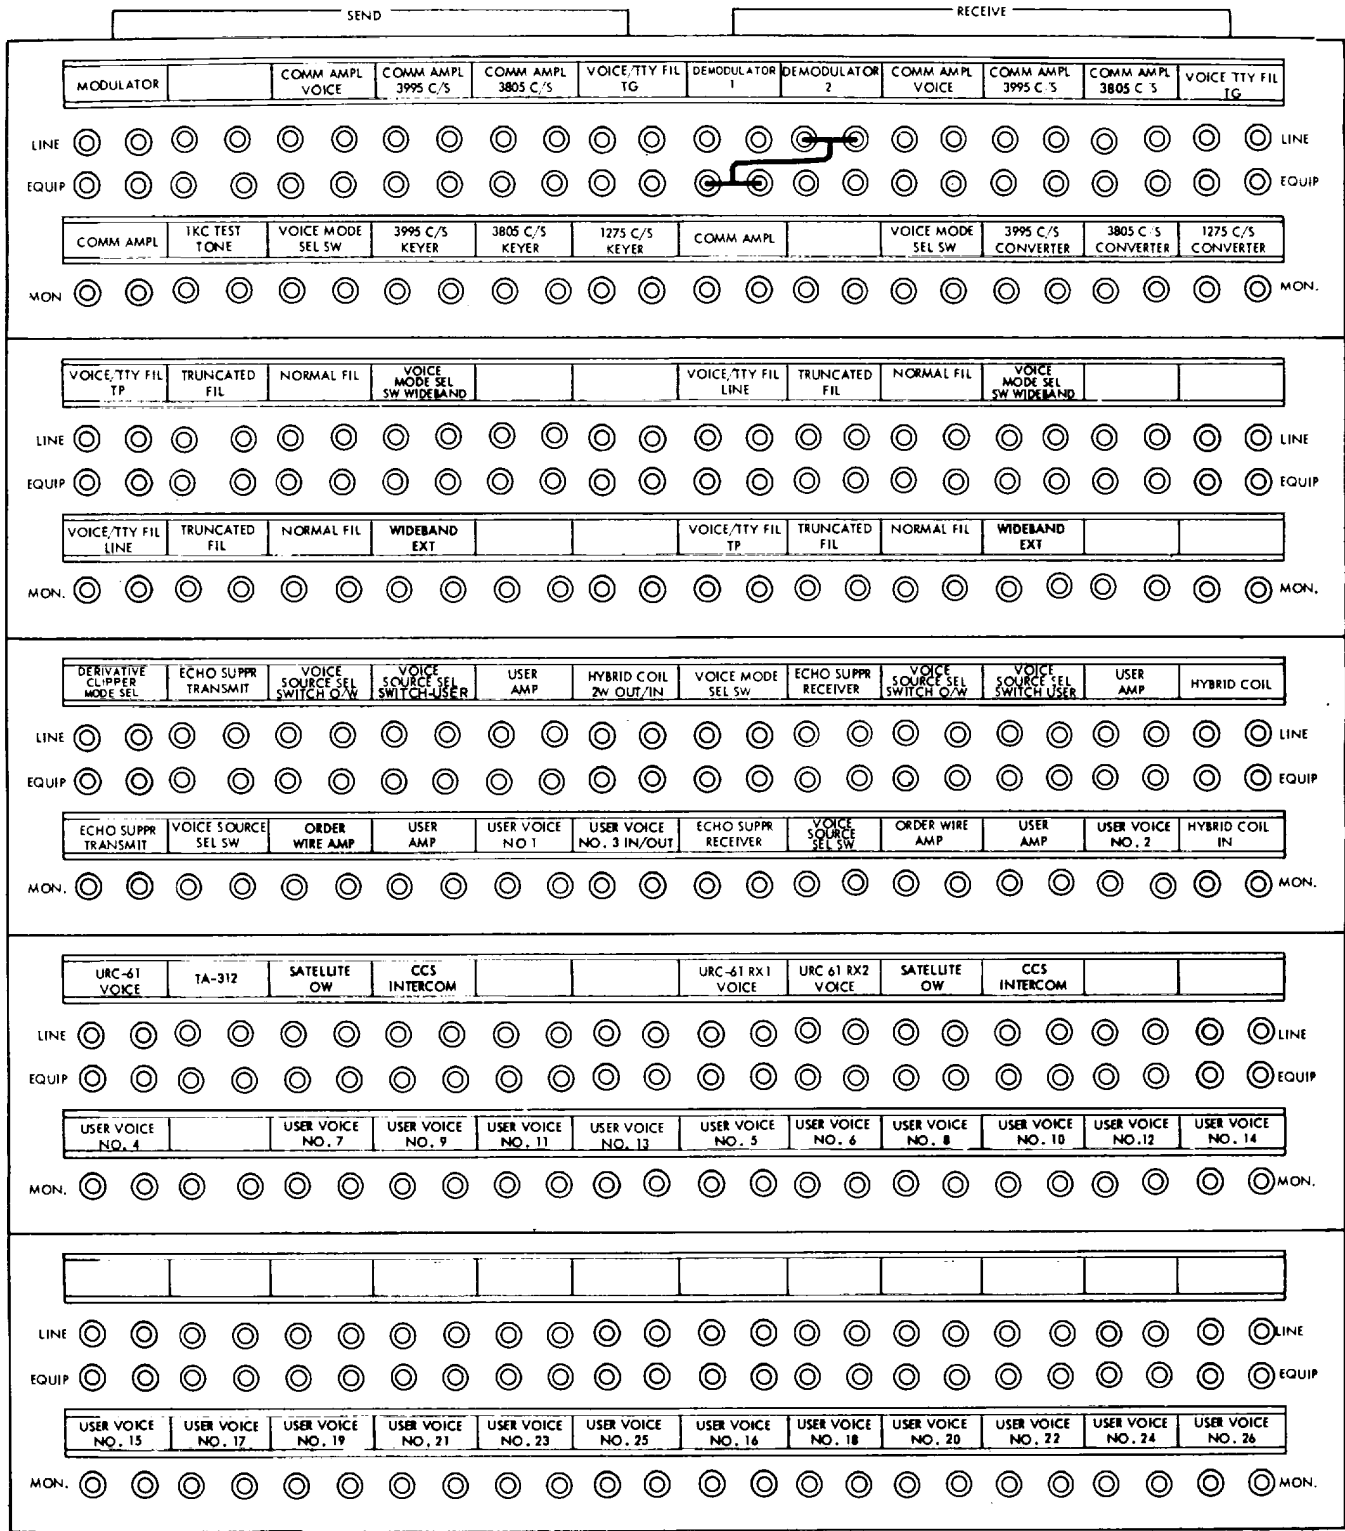 SEND RECEIVE
MODULATOR COMM AMPL VOICE COMM AMPL 3995 C/S COMM AMPL 3805 C/S VOICE/TTY FIL TG DEMODULATOR 1 DEMODULATOR 2 COMM AMPL VOICE COMM AMPL 3995 C/S COMM AMPL 3805 C/S VOICE TTY FIL TG
LINE LINE
EQUIP EQUIP
COMM AMPL 1KC TEST TONE VOICE MODE SEL SW 3995 C/S KEYER 3805 C/S KEYER 1275 C/S KEYER COMM AMPL VOICE MODE SEL SW 3995 C/S CONVERTER 3805 C/S CONVERTER 1275 C/S CONVERTER
MON MON.
VOICE/TTY FIL TP TRUNCATED FIL NORMAL FIL VOICE MODE SEL SW WIDEBAND VOICE/TTY FIL LINE TRUNCATED FIL NORMAL FIL VOICE MODE SEL SW WIDEBAND
LINE LINE
EQUIP EQUIP
VOICE/TTY FIL LINE TRUNCATED FIL NORMAL FIL WIDEBAND EXT VOICE/TTY FIL TP TRUNCATED FIL NORMAL FIL WIDEBAND EXT
MON. MON.
DERIVATIVE CLIPPER MODE SEL ECHO SUPPR TRANSMIT VOICE SOURCE SEL SWITCH O/W VOICE SOURCE SEL SWITCH-USER USER AMP HYBRID COIL 2W OUT/IN VOICE MODE SEL SW ECHO SUPPR RECEIVER VOICE SOURCE SEL SWITCH O/W VOICE SOURCE SEL SWITCH USER USER AMP HYBRID COIL
LINE LINE
EQUIP EQUIP
ECHO SUPPR TRANSMIT VOICE SOURCE SEL SW ORDER WIRE AMP USER AMP USER VOICE NO 1 USER VOICE NO. 3 IN/OUT ECHO SUPPR RECEIVER VOICE SOURCE SEL SW ORDER WIRE AMP USER AMP USER VOICE NO. 2 HYBRID COIL IN
MON. MON.
URC-61 VOICE TA-312 SATELLITE OW CCS INTERCOM URC-61 RX1 VOICE URC 61 RX2 VOICE SATELLITE OW CCS INTERCOM
LINE LINE
EQUIP EQUIP
USER VOICE NO. 4 USER VOICE NO. 7 USER VOICE NO. 9 USER VOICE NO. 11 USER VOICE NO. 13 USER VOICE NO. 5 USER VOICE NO. 6 USER VOICE NO. 8 USER VOICE NO. 10 USER VOICE NO.12 USER VOICE NO. 14
MON. MON.
LINE LINE
EQUIP EQUIP
USER VOICE NO. 15 USER VOICE NO. 17 USER VOICE NO. 19 USER VOICE NO. 21 USER VOICE NO. 23 USER VOICE NO. 25 USER VOICE NO. 16 USER VOICE NO. 18 USER VOICE NO. 20 USER VOICE NO. 22 USER VOICE NO. 24 USER VOICE NO. 26
MON. MON.